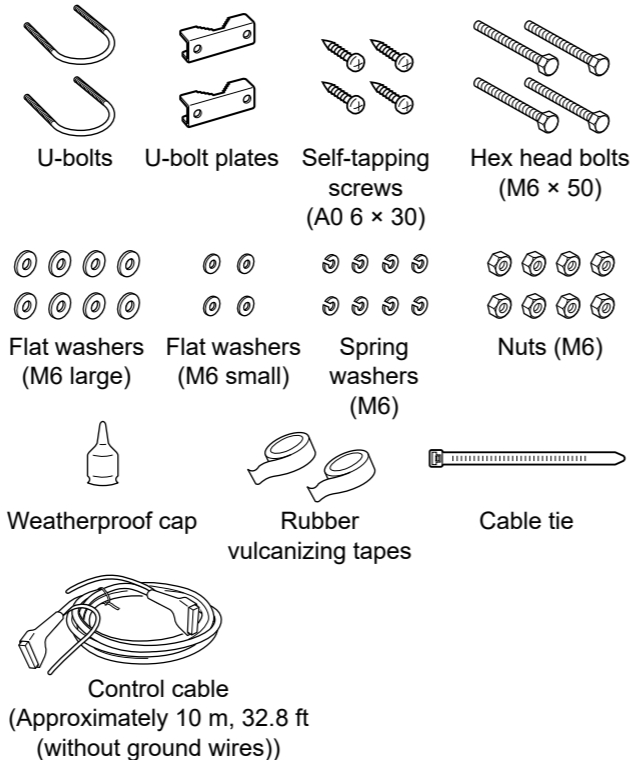 U-bolts
U-bolt plates
Self-tapping
screws
(A0 6 × 30)
Hex head bolts
(M6 × 50)
Flat washers
(M6 large)
Flat washers
(M6 small)
Spring
washers
(M6)
Nuts (M6)
Weatherproof cap
Rubber
vulcanizing tapes
Cable tie
Control cable
(Approximately 10 m, 32.8 ft
(without ground wires))